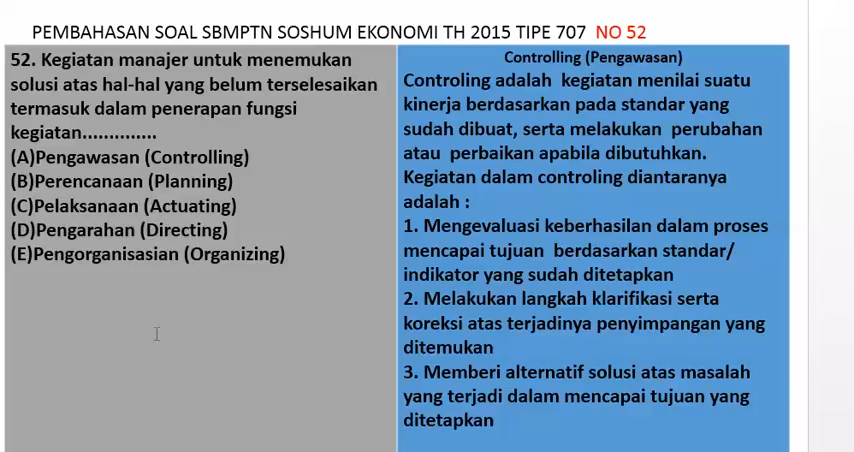 PEMBAHASAN SOAL SBMPTN SOSHUM EKONOMI TH 2015 TIPE 707 NO 52
52. Kegiatan manajer untuk menemukan
solusi atas hal-hal yang belum terselesaikan
termasuk dalam penerapan fungsi
kegiatan..............
(A)Pengawasan (Controlling)
(B)Perencanaan (Planning)
(C)Pelaksanaan (Actuating)
(D)Pengarahan (Directing)
(E)Pengorganisasian (Organizing)
Controlling (Pengawasan)
Controling adalah kegiatan menilai suatu
kinerja berdasarkan pada standar yang
sudah dibuat, serta melakukan perubahan
atau perbaikan apabila dibutuhkan.
Kegiatan dalam controling diantaranya
adalah :
1. Mengevaluasi keberhasilan dalam proses
mencapai tujuan berdasarkan standar/
indikator yang sudah ditetapkan
2. Melakukan langkah klarifikasi serta
koreksi atas terjadinya penyimpangan yang
ditemukan
3. Memberi alternatif solusi atas masalah
yang terjadi dalam mencapai tujuan yang
ditetapkan